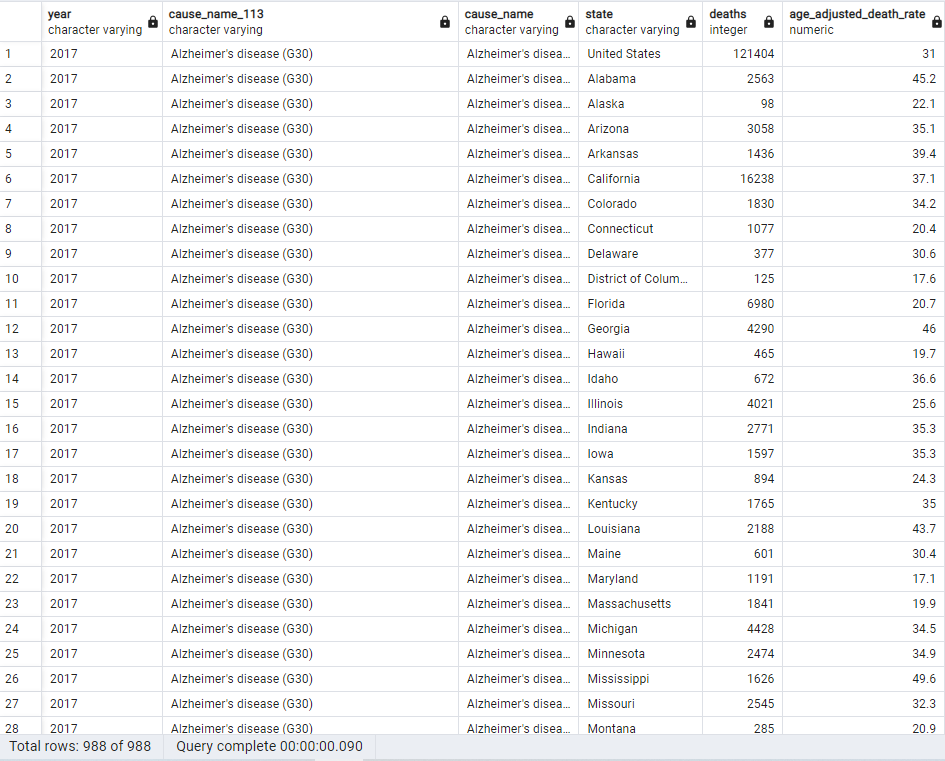 year cause_name_113 cause_name state deaths age_adjusted_death_rate
character varying character varying character varying character varying integer numeric
1 2017 Alzheimer's disease (G30) Alzheimer's disea... United States 121404 31
2 2017 Alzheimer's disease (G30) Alzheimer's disea... Alabama 2563 45.2
3 2017 Alzheimer's disease (G30) Alzheimer's disea... Alaska 98 22.1
4 2017 Alzheimer's disease (G30) Alzheimer's disea... Arizona 3058 35.1
5 2017 Alzheimer's disease (G30) Alzheimer's disea... Arkansas 1436 39.4
6 2017 Alzheimer's disease (G30) Alzheimer's disea... California 16238 37.1
7 2017 Alzheimer's disease (G30) Alzheimer's disea... Colorado 1830 34.2
8 2017 Alzheimer's disease (G30) Alzheimer's disea... Connecticut 1077 20.4
9 2017 Alzheimer's disease (G30) Alzheimer's disea... Delaware 377 30.6
10 2017 Alzheimer's disease (G30) Alzheimer's disea... District of Colum... 125 17.6
11 2017 Alzheimer's disease (G30) Alzheimer's disea... Florida 6980 20.7
12 2017 Alzheimer's disease (G30) Alzheimer's disea... Georgia 4290 46
13 2017 Alzheimer's disease (G30) Alzheimer's disea... Hawaii 465 19.7
14 2017 Alzheimer's disease (G30) Alzheimer's disea... Idaho 672 36.6
15 2017 Alzheimer's disease (G30) Alzheimer's disea... Illinois 4021 25.6
16 2017 Alzheimer's disease (G30) Alzheimer's disea... Indiana 2771 35.3
17 2017 Alzheimer's disease (G30) Alzheimer's disea... Iowa 1597 35.3
18 2017 Alzheimer's disease (G30) Alzheimer's disea... Kansas 894 24.3
19 2017 Alzheimer's disease (G30) Alzheimer's disea... Kentucky 1765 35
20 2017 Alzheimer's disease (G30) Alzheimer's disea... Louisiana 2188 43.7
21 2017 Alzheimer's disease (G30) Alzheimer's disea... Maine 601 30.4
22 2017 Alzheimer's disease (G30) Alzheimer's disea... Maryland 1191 17.1
23 2017 Alzheimer's disease (G30) Alzheimer's disea... Massachusetts 1841 19.9
24 2017 Alzheimer's disease (G30) Alzheimer's disea... Michigan 4428 34.5
25 2017 Alzheimer's disease (G30) Alzheimer's disea... Minnesota 2474 34.9
26 2017 Alzheimer's disease (G30) Alzheimer's disea... Mississippi 1626 49.6
27 2017 Alzheimer's disease (G30) Alzheimer's disea... Missouri 2545 32.3
28 2017 Alzheimer's disease (G30) Alzheimer's disea... Montana 285 20.9
Total rows: 988 of 988 Query complete 00:00:00.090